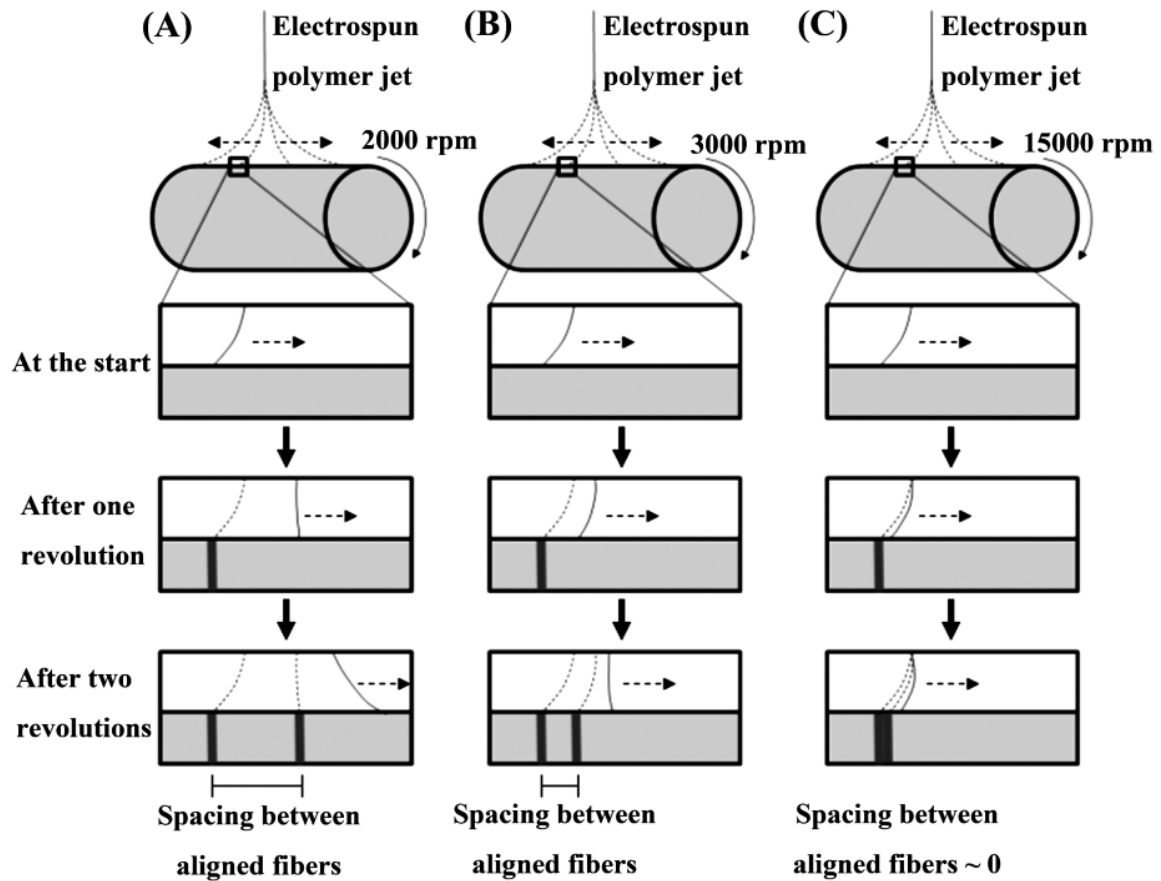 (A)
Electrospun
polymer jet
2000 rpm
(B)
Electrospun
polymer jet
3000 rpm
(C)
Electrospun
polymer jet
15000 rpm
At the start
After one
revolution
After two
revolutions
Spacing between
aligned fibers
Spacing between
aligned fibers
Spacing between
aligned fibers ~ 0